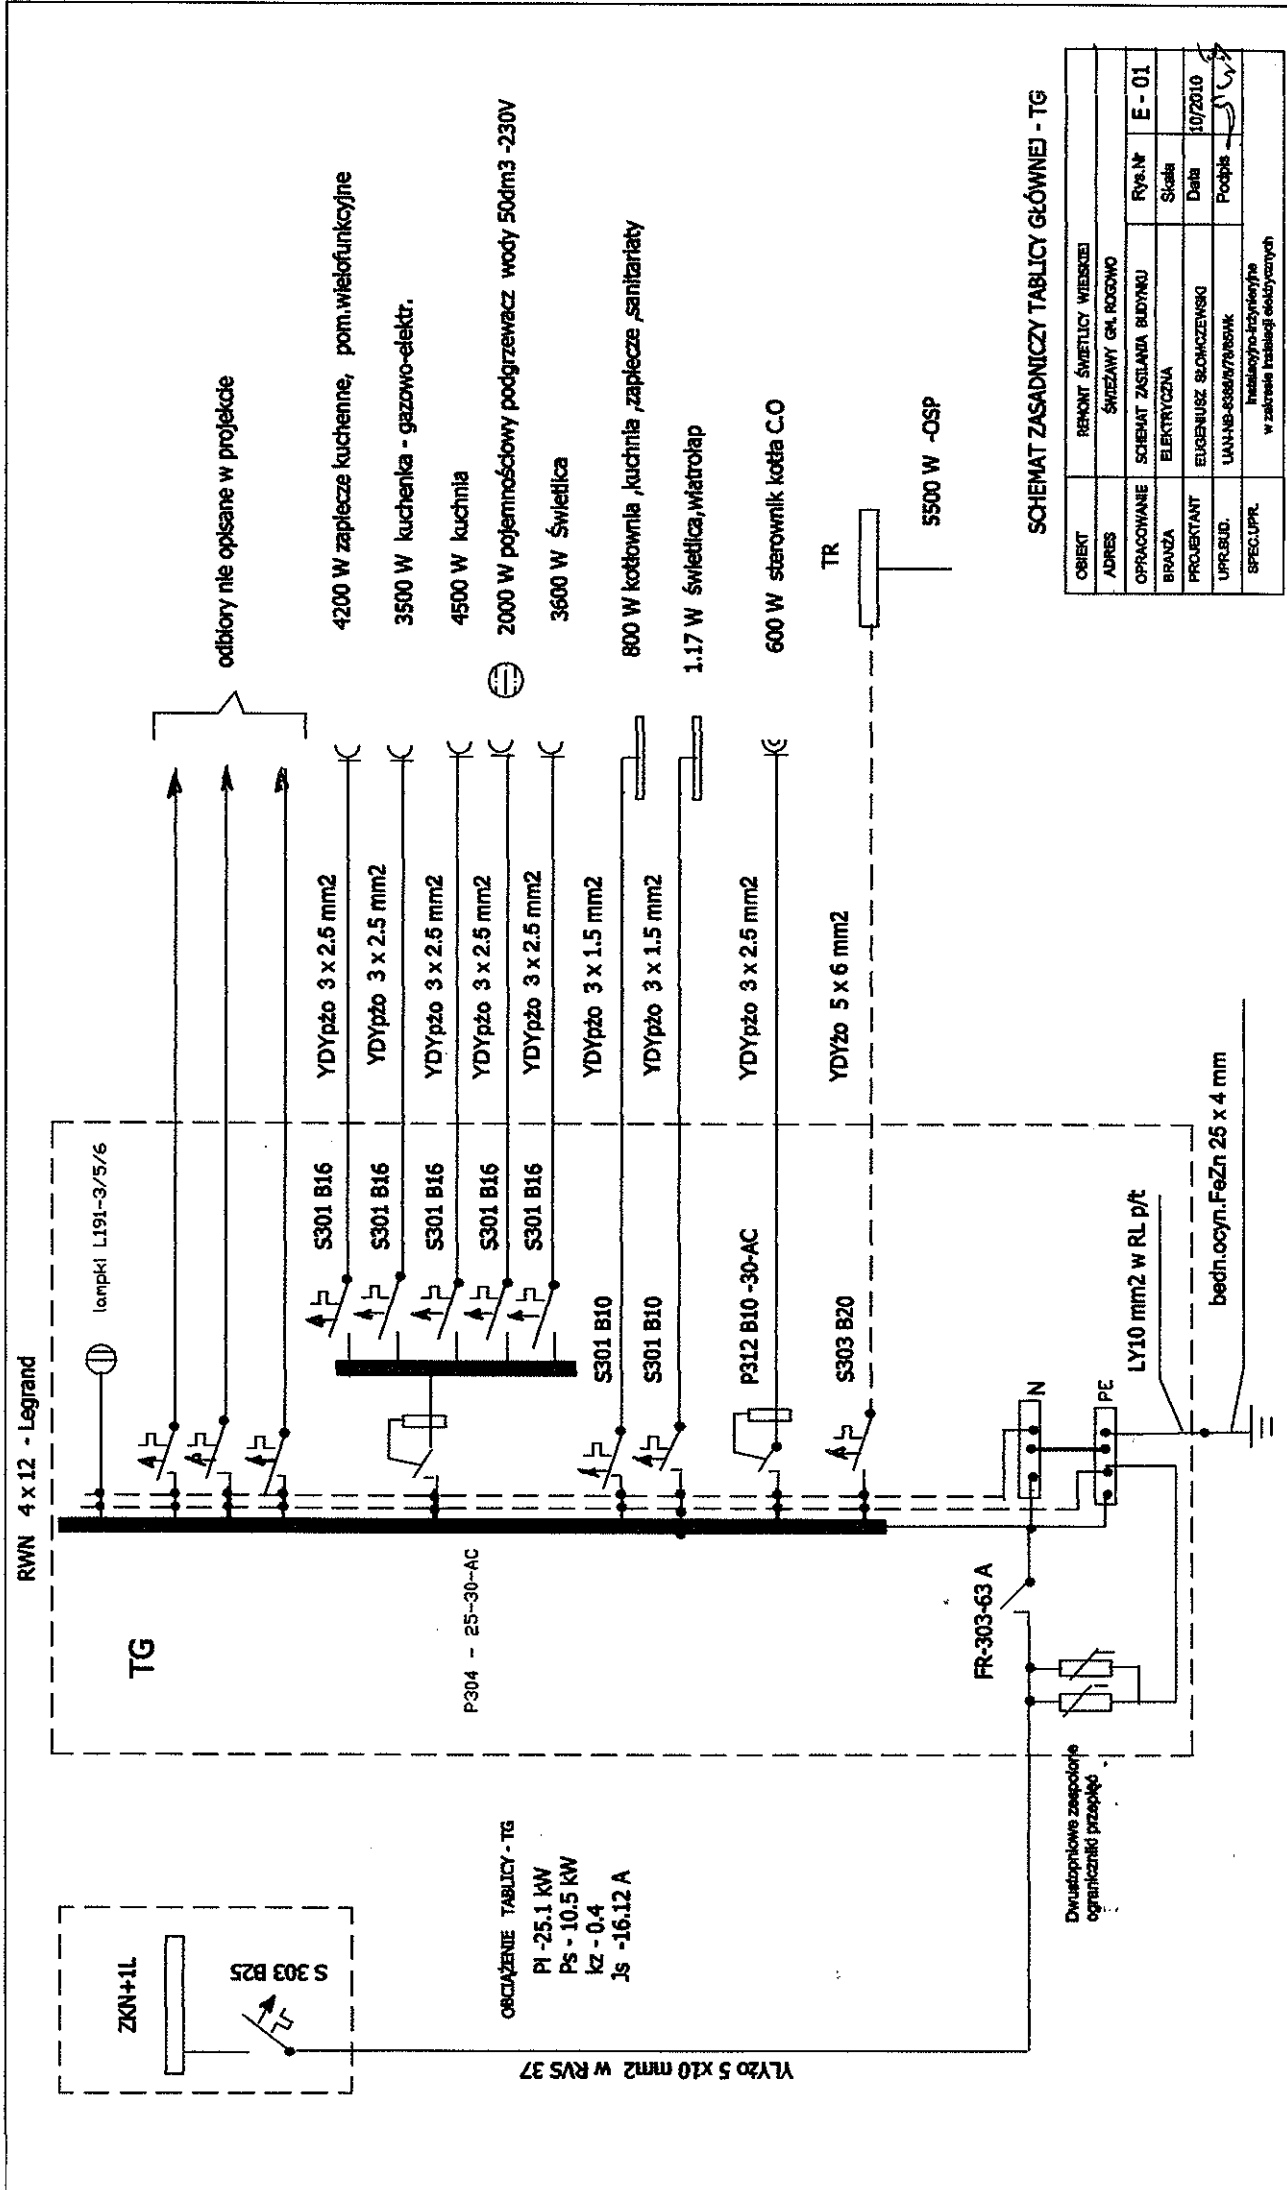 RWN 4 x 12 - Legrand
ZKN+1L
S 303 B25
YLYżo 5 x10 mm2 w RVS 37
OBCIĄŻENIE TABLICY - TG
PI -25.1 kW
Ps - 10.5 kW
kz - 0.4
Js -16.12 A
TG
lampki L191-3/5/6
P304 - 25-30-AC
FR-303-63 A
Dwustopniowe zespolone
ograniczniki przepięć
N
PE
LY10 mm2 w RL p/t
bedn.ocyn.FeZn 25 x 4 mm
odbiory nie opisane w projekcie
S301 B16
YDYpżo 3 x 2.5 mm2
4200 W zaplecze kuchenne, pom.wielofunkcyjne
S301 B16
YDYpżo 3 x 2.5 mm2
3500 W kuchenka - gazowo-elektr.
S301 B16
YDYpżo 3 x 2.5 mm2
4500 W kuchnia
S301 B16
YDYpżo 3 x 2.5 mm2
2000 W pojemnościowy podgrzewacz wody 50dm3 -230V
S301 B16
YDYpżo 3 x 2.5 mm2
3600 W Świetlica
S301 B10
YDYpżo 3 x 1.5 mm2
800 W kotłownia ,kuchnia ,zaplecze ,sanitariaty
S301 B10
YDYpżo 3 x 1.5 mm2
1.17 W świetlica,wiatrołap
P312 B10 -30-AC
YDYpżo 3 x 2.5 mm2
600 W sterownik kotła C.O
S303 B20
YDYżo 5 x 6 mm2
TR
5500 W -OSP
SCHEMAT ZASADNICZY TABLICY GŁÓWNEJ - TG
OBIEKT REMONT ŚWIETLICY WIEJSKIEJ
ADRES ŚWIEŻAWY GM. ROGOWO
OPRACOWANIE SCHEMAT ZASILANIA BUDYNKU Rys.Nr E - 01
BRANŻA ELEKTRYCZNA Skala
PROJEKTANT EUGENIUSZ SŁOMCZEWSKI Data 10/2010
UPR.BUD. Podpis
SPEC.UPR. Instalacyjno-inżynieryjne
w zakresie instalacji elektrycznych